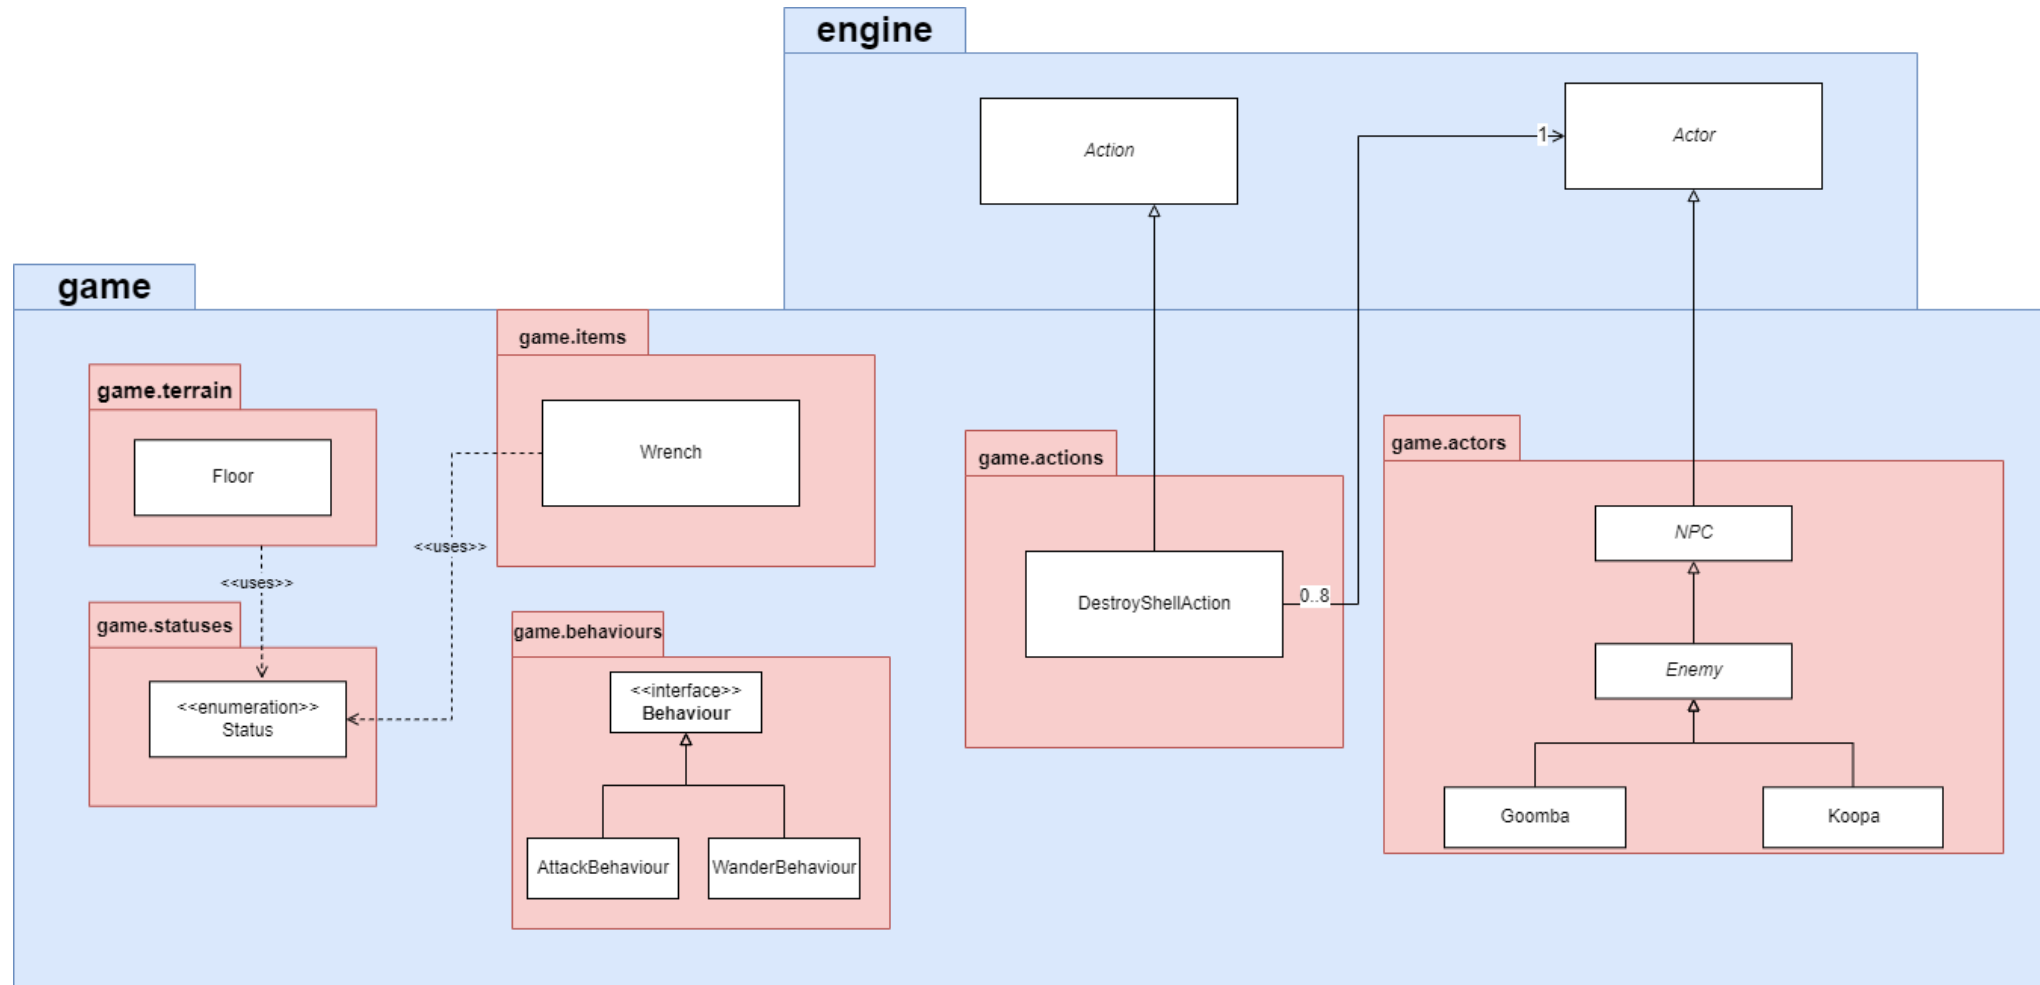 engine
Action
1
Actor
game
game.items
game.terrain
Wrench
Floor
<<uses>>
<<uses>>
game.actions
game.actors
NPC
DestroyShellAction
0..8
game.statuses
game.behaviours
Enemy
<<enumeration>>
Status
<<interface>>
Behaviour
Goomba
Koopa
AttackBehaviour
WanderBehaviour